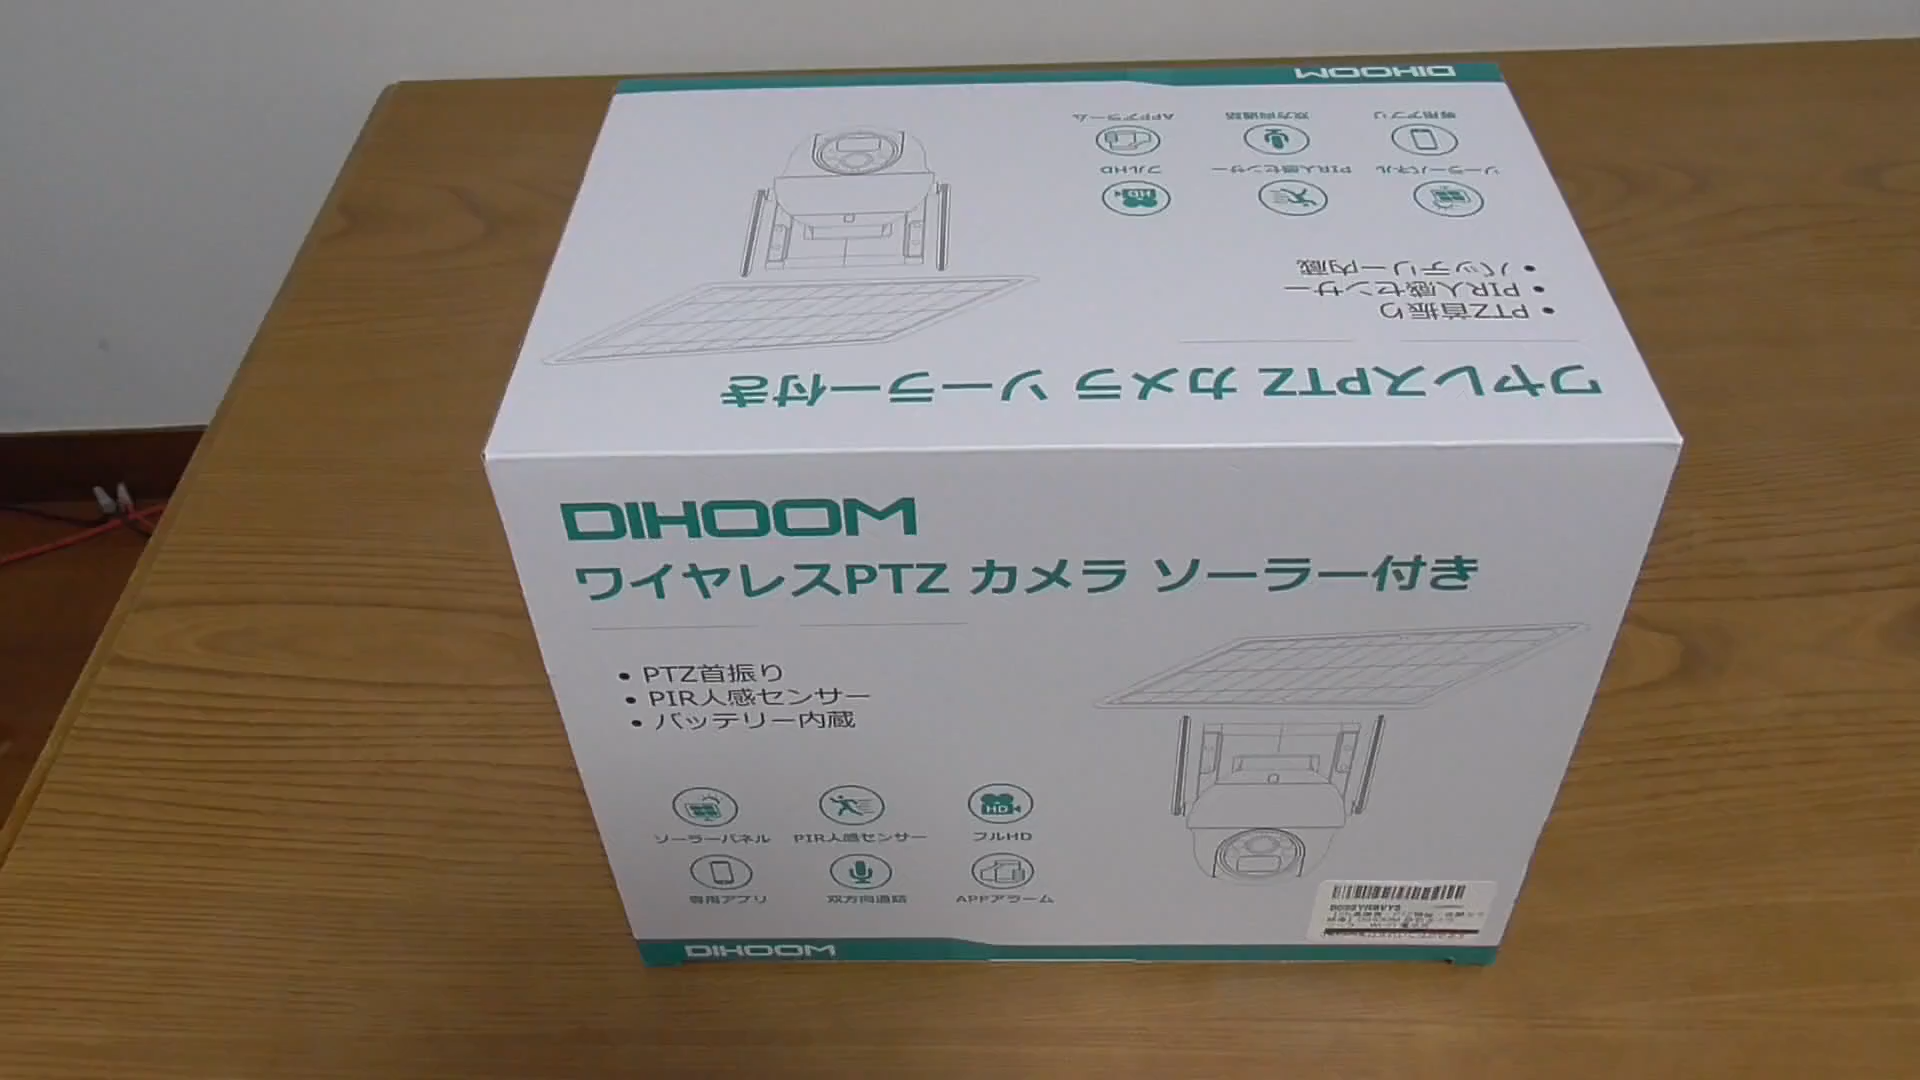 DIHOOM
APPアラーム
双方向通話
専用アプリ
フルHD
PIR人感センサー
ソーラーパネル
• バッテリー内蔵
• PIR人感センサー
• PTZ首振り
ワヤレスPTZ カメラ ソーラー付き
DIHOOM
ワイヤレスPTZ カメラ ソーラー付き
• PTZ首振り
• PIR人感センサー
• バッテリー内蔵
HD
ソーラーパネル
PIR人感センサー
フルHD
専用アプリ
双方向通話
APPアラーム
DIHOOM